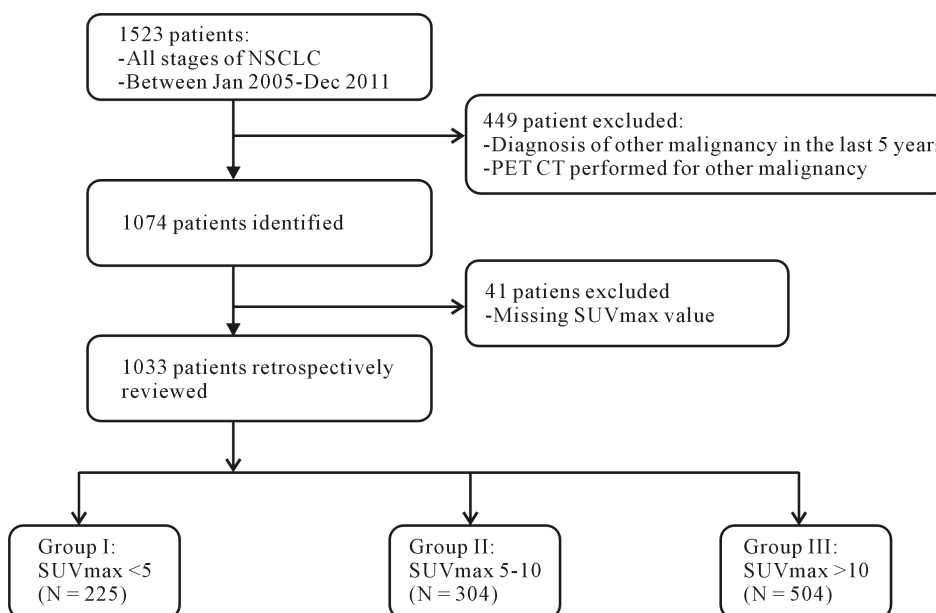 1523 patients:
-All stages of NSCLC
-Between Jan 2005-Dec 2011
449 patient excluded:
-Diagnosis of other malignancy in the last 5 years
-PET CT performed for other malignancy
1074 patients identified
41 patiens excluded
-Missing SUVmax value
1033 patients retrospectively
reviewed
Group I:
SUVmax <5
(N = 225)
Group II:
SUVmax 5-10
(N = 304)
Group III:
SUVmax >10
(N = 504)